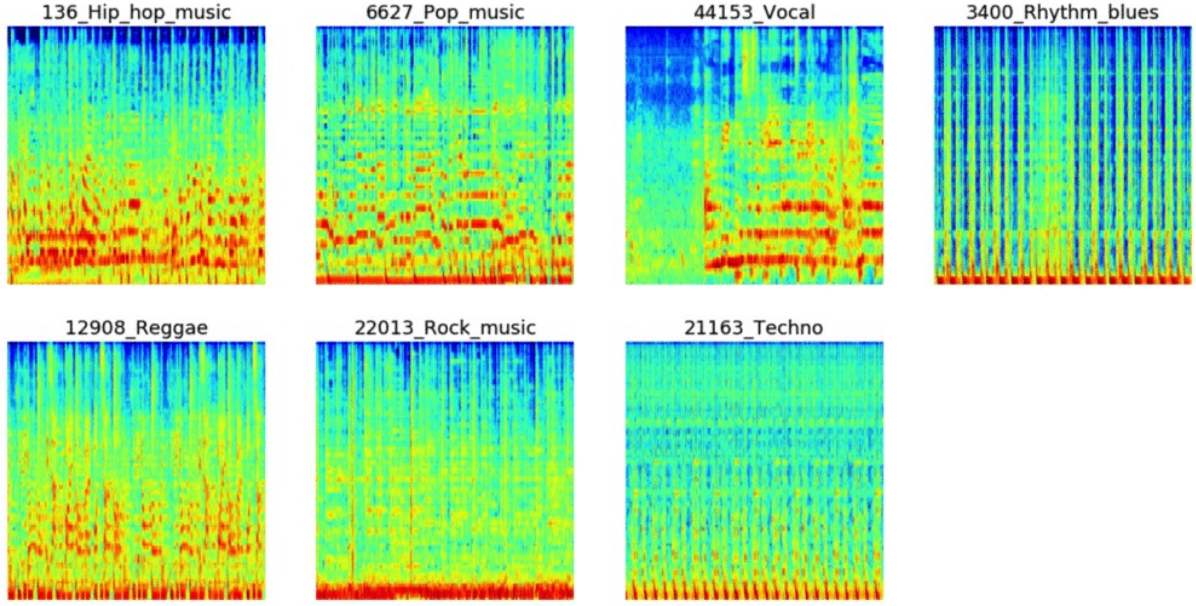 136_Hip_hop_music
6627_Pop_music
44153_Vocal
3400_Rhythm_blues
12908_Reggae
22013_Rock_music
21163_Techno